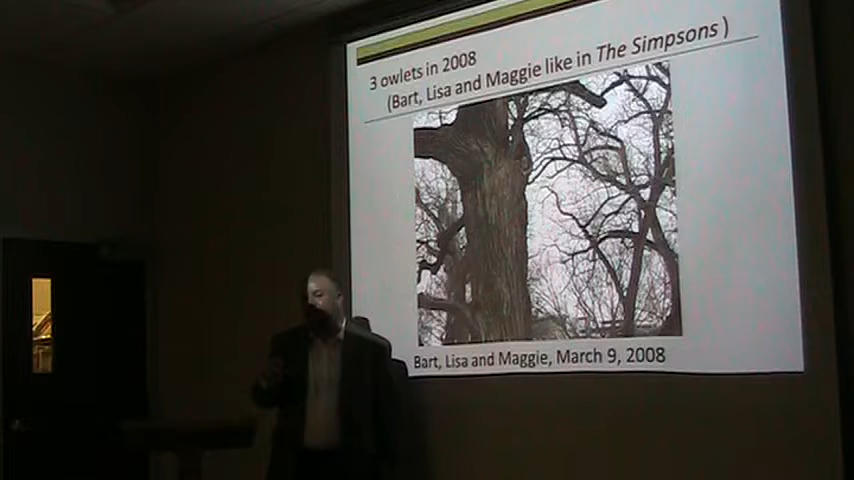 3 owlets in 2008
(Bart, Lisa and Maggie like in The Simpsons )
Bart, Lisa and Maggie, March 9, 2008